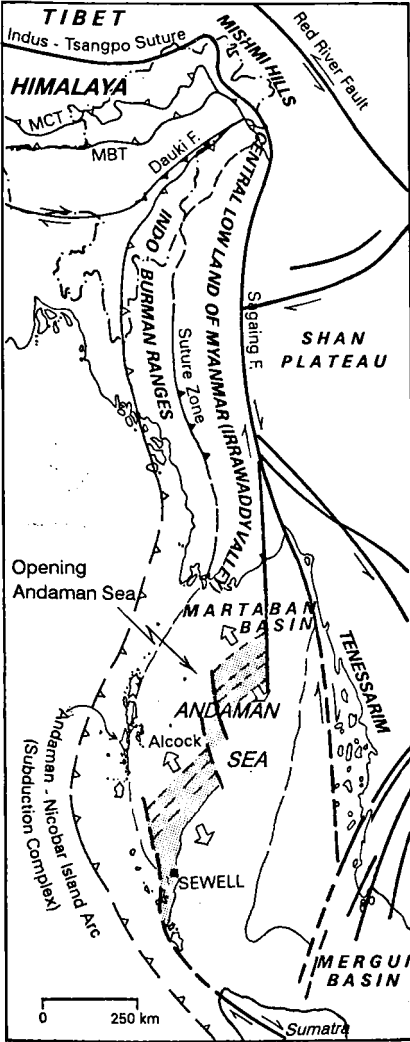 TIBET
Indus - Tsangpo Suture
MISHMI HILLS
Red River Fault
HIMALAYA
MCT
MBT
Dauki F.
CENTRAL LOW LAND OF MYANMAR (IRRAWADDY VALLEY
INDO
BURMAN RANGES
Suture Zone
Sagaing F.
SHAN
PLATEAU
Opening
Andaman Sea
MARTABAN
BASIN
TENESSARIM
ANDAMAN
SEA
Alcock
Andaman - Nicobar Island Arc
(Subduction Complex)
SEWELL
MERGUI
BASIN
0 250 km
Sumatra